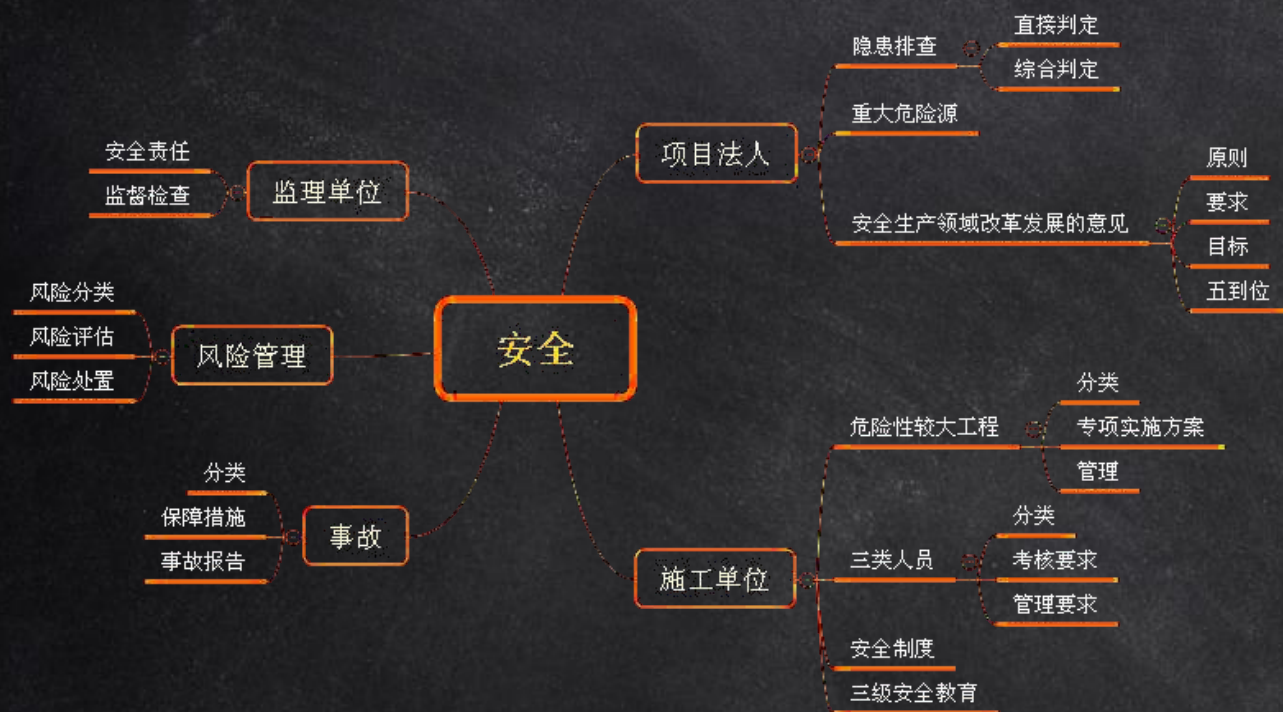 安全
项目法人
隐患排查
直接判定
综合判定
重大危险源
安全生产领域改革发展的意见
原则
要求
目标
五到位
施工单位
危险性较大工程
分类
专项实施方案
管理
三类人员
分类
考核要求
管理要求
安全制度
三级安全教育
监理单位
安全责任
监督检查
风险管理
风险分类
风险评估
风险处置
事故
分类
保障措施
事故报告